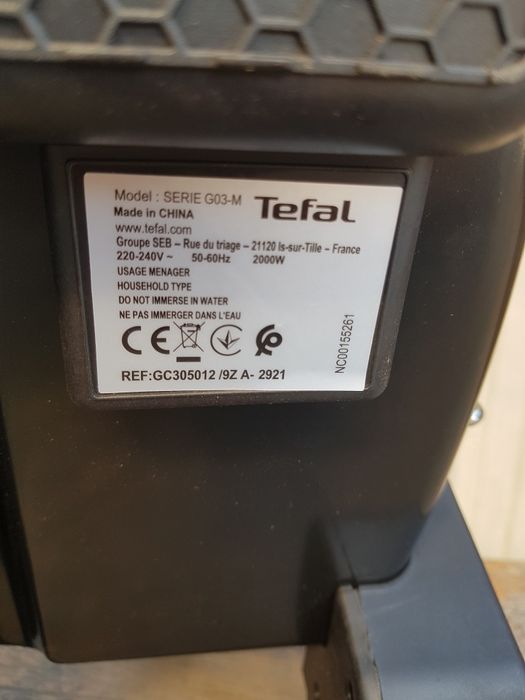 Model : SERIE G03-M
Tefal
Made in CHINA
www.tefal.com
Groupe SEB – Rue du triage – 21120 Is-sur-Tille – France
220-240V ~ 50-60Hz 2000W
USAGE MENAGER
HOUSEHOLD TYPE
DO NOT IMMERSE IN WATER
NE PAS IMMERGER DANS L'EAU
CE
REF:GC305012 /9Z A- 2921
NC00155261